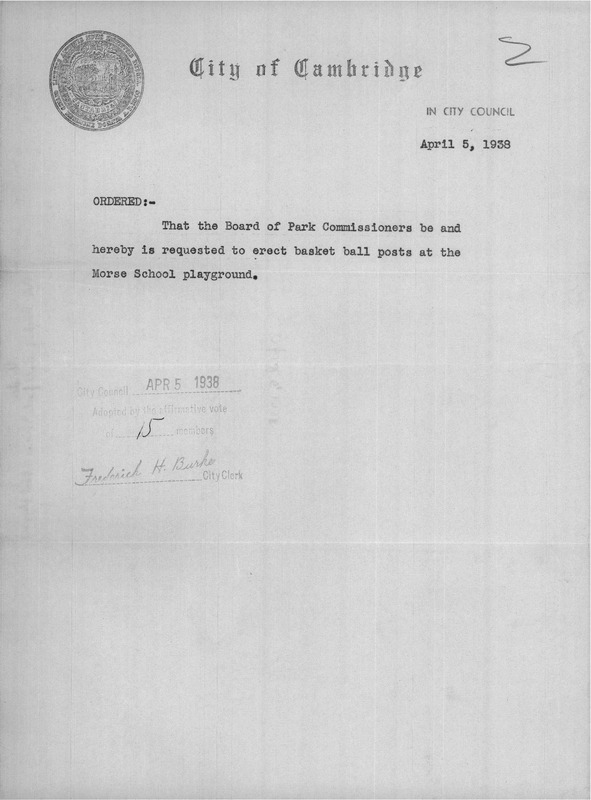 City of Cambridge
2
IN CITY COUNCIL
April 5, 1938
ORDERED:-
That the Board of Park Commissioners be and
hereby is requested to erect basket ball posts at the
Morse School playground.
City Council APR 5 1938
Adopted by the affirmative vote
of 15 members
Frederick H. Burke
City Clerk